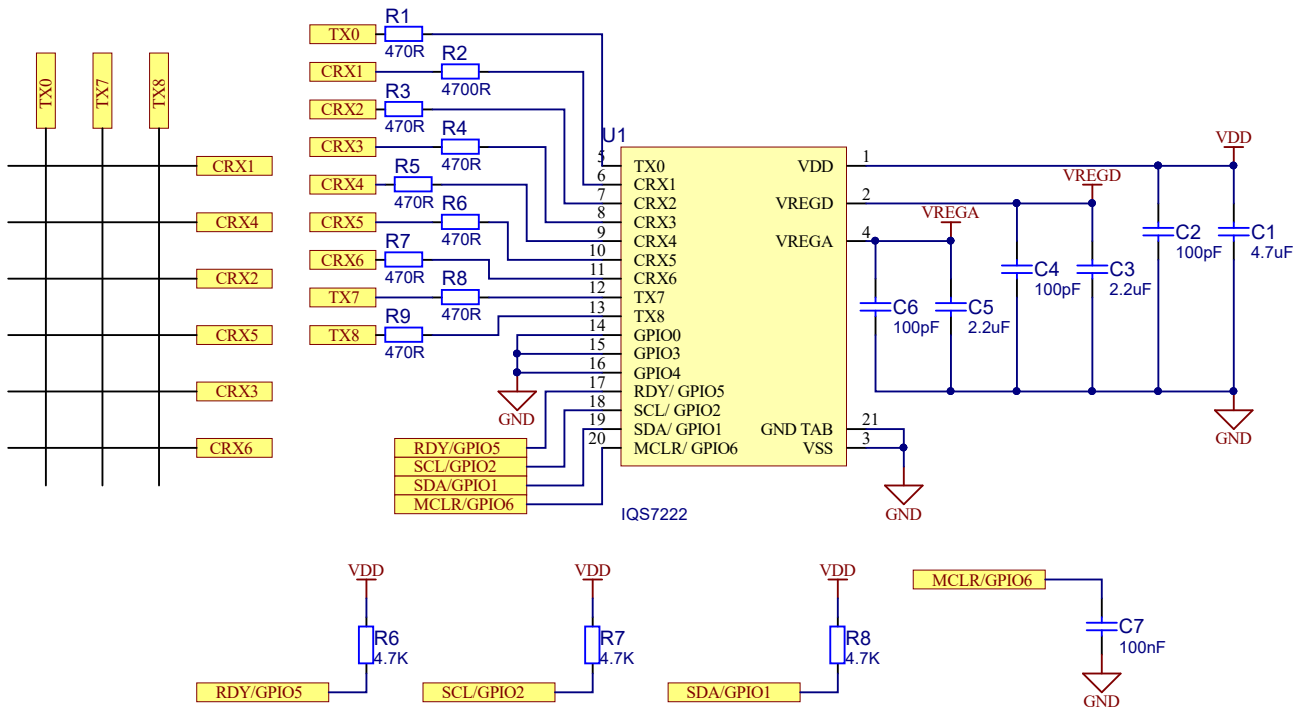 TX0
TX7
TX8
CRX1
CRX4
CRX2
CRX5
CRX3
CRX6
TX0
R1
470R
CRX1
R2
4700R
CRX2
R3
470R
CRX3
R4
470R
CRX4
R5
470R
CRX5
R6
470R
CRX6
R7
470R
TX7
R8
470R
TX8
R9
470R
GND
RDY/GPIO5
SCL/GPIO2
SDA/GPIO1
MCLR/GPIO6
U1
5 TX0
6 CRX1
7 CRX2
8 CRX3
9 CRX4
10 CRX5
11 CRX6
12 TX7
13 TX8
14 GPIO0
15 GPIO3
16 GPIO4
17 RDY/ GPIO5
18 SCL/ GPIO2
19 SDA/ GPIO1
20 MCLR/ GPIO6
VDD 1
VREGD 2
VREGA 4
GND TAB 21
VSS 3
IQS7222
GND
VREGA
VREGD
VDD
C6
100pF
C5
2.2uF
C4
100pF
C3
2.2uF
C2
100pF
C1
4.7uF
GND
VDD
R6
4.7K
RDY/GPIO5
VDD
R7
4.7K
SCL/GPIO2
VDD
R8
4.7K
SDA/GPIO1
MCLR/GPIO6
C7
100nF
GND